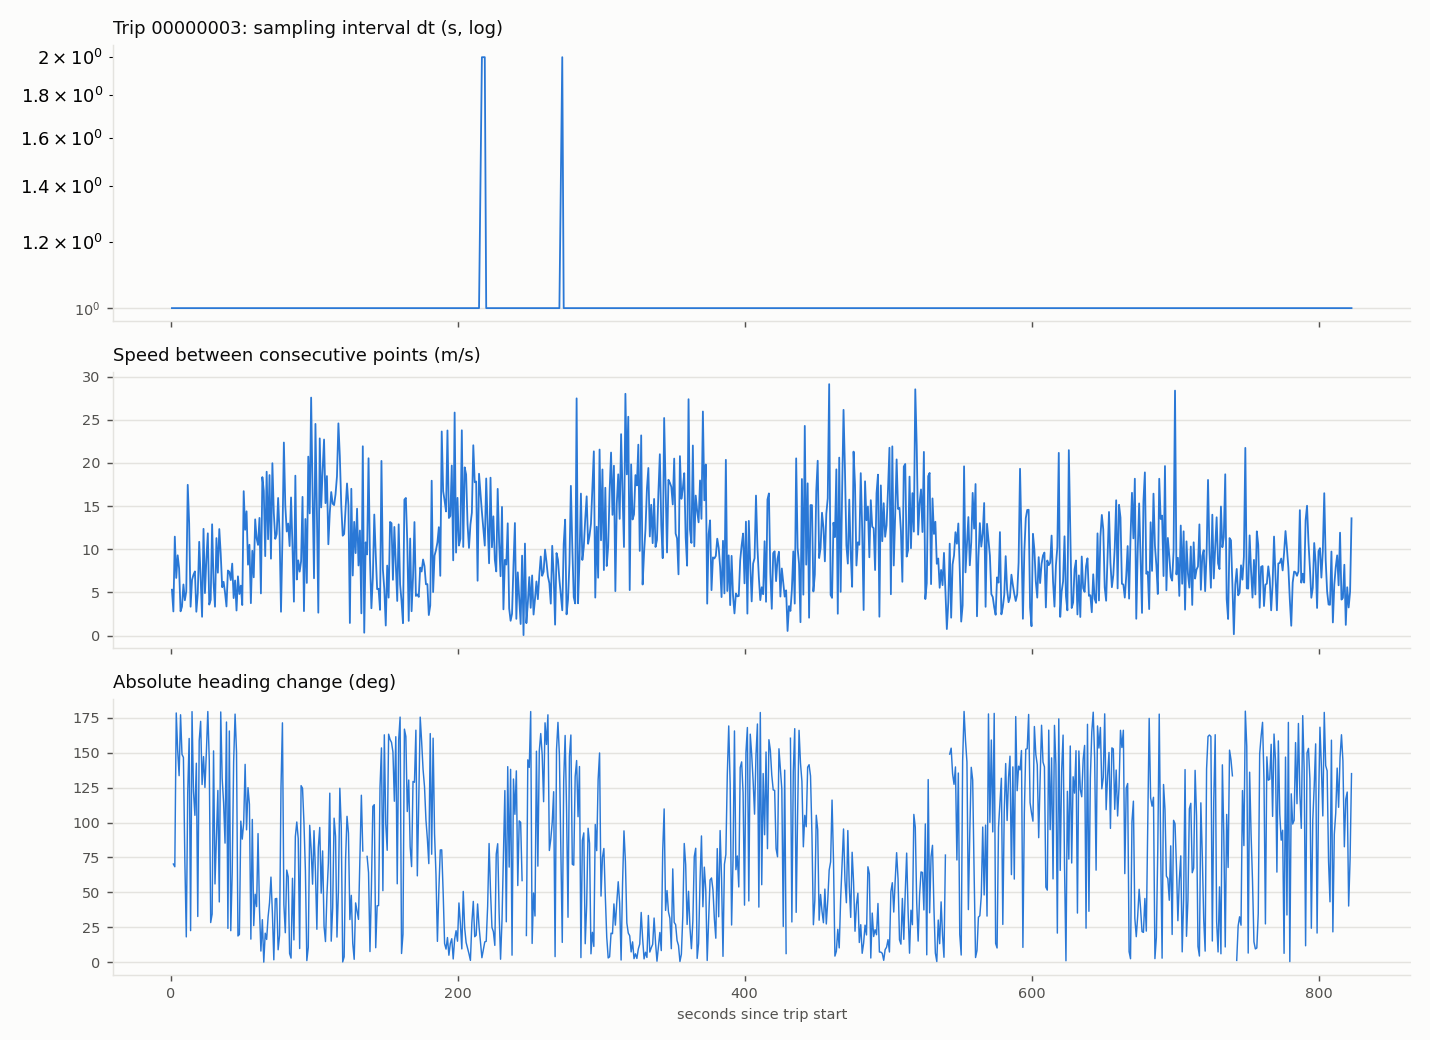 Trip 00000003: sampling interval dt (s, log)
2 × 10⁰
1.8 × 10⁰
1.6 × 10⁰
1.4 × 10⁰
1.2 × 10⁰
10⁰
Speed between consecutive points (m/s)
30
25
20
15
10
5
0
Absolute heading change (deg)
175
150
125
100
75
50
25
0
0 200 400 600 800
seconds since trip start